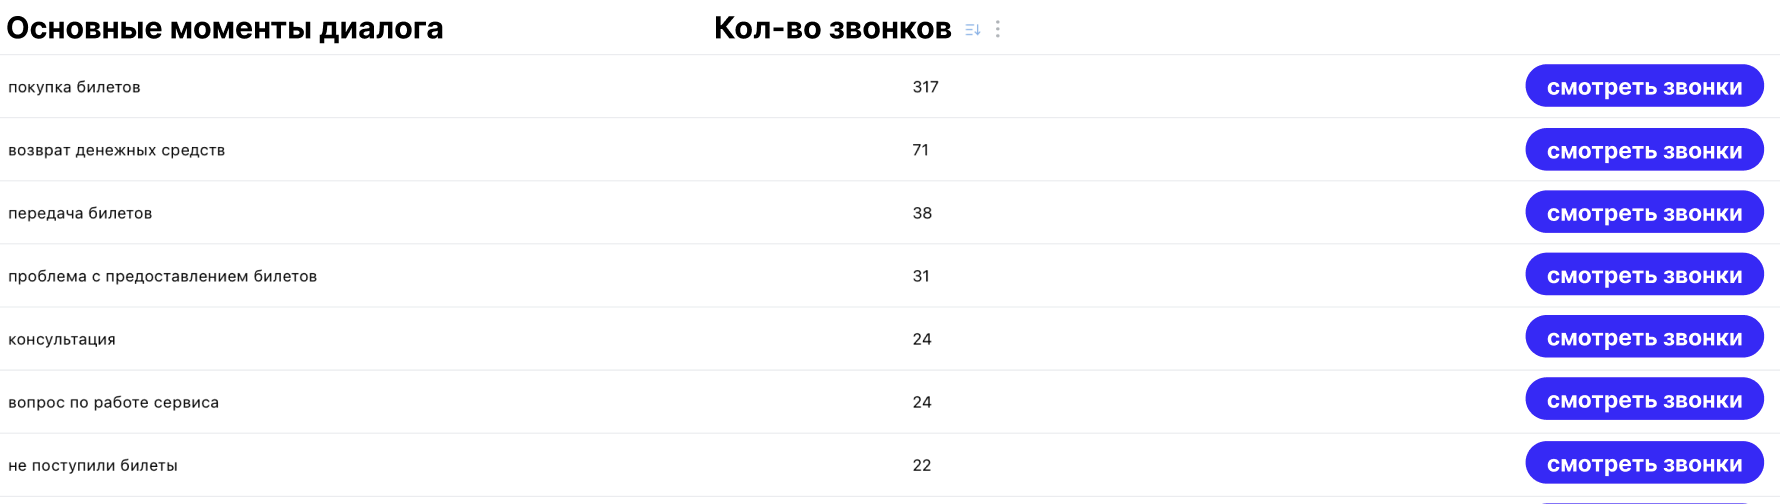 Основные моменты диалога Кол-во звонков
покупка билетов 317 смотреть звонки
возврат денежных средств 71 смотреть звонки
передача билетов 38 смотреть звонки
проблема с предоставлением билетов 31 смотреть звонки
консультация 24 смотреть звонки
вопрос по работе сервиса 24 смотреть звонки
не поступили билеты 22 смотреть звонки